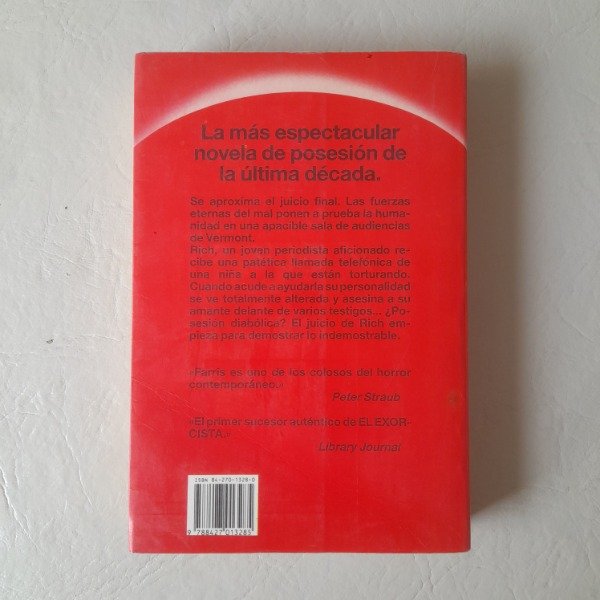 La más espectacular
novela de posesión de
la última década.
Se aproxima el juicio final. Las fuerzas
eternas del mal ponen a prueba la huma-
nidad en una apacible sala de audiencias
de Vermont.
Rich, un joven periodista aficionado re-
cibe una patética llamada telefónica de
una niña a la que están torturando.
Cuando acude a ayudarla su personalidad
se ve totalmente alterada y asesina a su
amante delante de varios testigos... ¿Po-
sesión diabólica? El juicio de Rich em-
pieza para demostrar lo indemostrable.
«Farris es uno de los colosos del horror
contemporáneo.»
Peter Straub
«El primer sucesor auténtico de EL EXOR-
CISTA.»
Library Journal
ISBN 84-270-1328-0
9 788427 013285